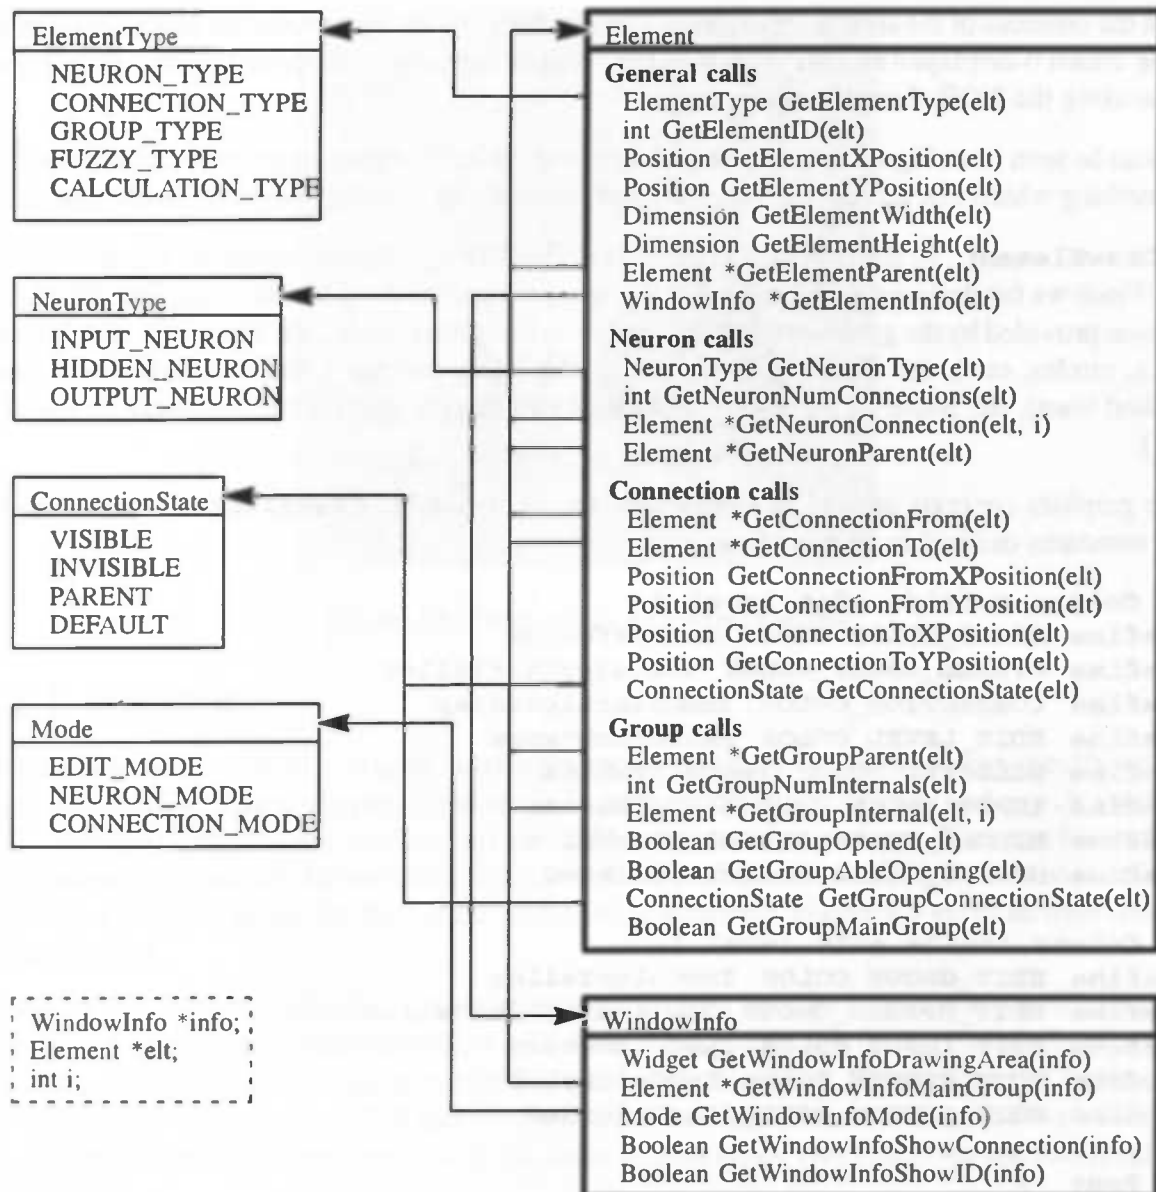 ElementType
NEURON_TYPE
CONNECTION_TYPE
GROUP_TYPE
FUZZY_TYPE
CALCULATION_TYPE
NeuronType
INPUT_NEURON
HIDDEN_NEURON
OUTPUT_NEURON
ConnectionState
VISIBLE
INVISIBLE
PARENT
DEFAULT
Mode
EDIT_MODE
NEURON_MODE
CONNECTION_MODE
WindowInfo *info;
Element *elt;
int i;
Element
General calls
ElementType GetElementType(elt)
int GetElementID(elt)
Position GetElementXPosition(elt)
Position GetElementYPosition(elt)
Dimension GetElementWidth(elt)
Dimension GetElementHeight(elt)
Element *GetElementParent(elt)
WindowInfo *GetElementInfo(elt)
Neuron calls
NeuronType GetNeuronType(elt)
int GetNeuronNumConnections(elt)
Element *GetNeuronConnection(elt, i)
Element *GetNeuronParent(elt)
Connection calls
Element *GetConnectionFrom(elt)
Element *GetConnectionTo(elt)
Position GetConnectionFromXPosition(elt)
Position GetConnectionFromYPosition(elt)
Position GetConnectionToXPosition(elt)
Position GetConnectionToYPosition(elt)
ConnectionState GetConnectionState(elt)
Group calls
Element *GetGroupParent(elt)
int GetGroupNumInternals(elt)
Element *GetGroupInternal(elt, i)
Boolean GetGroupOpened(elt)
Boolean GetGroupAbleOpening(elt)
ConnectionState GetGroupConnectionState(elt)
Boolean GetGroupMainGroup(elt)
WindowInfo
Widget GetWindowInfoDrawingArea(info)
Element *GetWindowInfoMainGroup(info)
Mode GetWindowInfoMode(info)
Boolean GetWindowInfoShowConnection(info)
Boolean GetWindowInfoShowID(info)